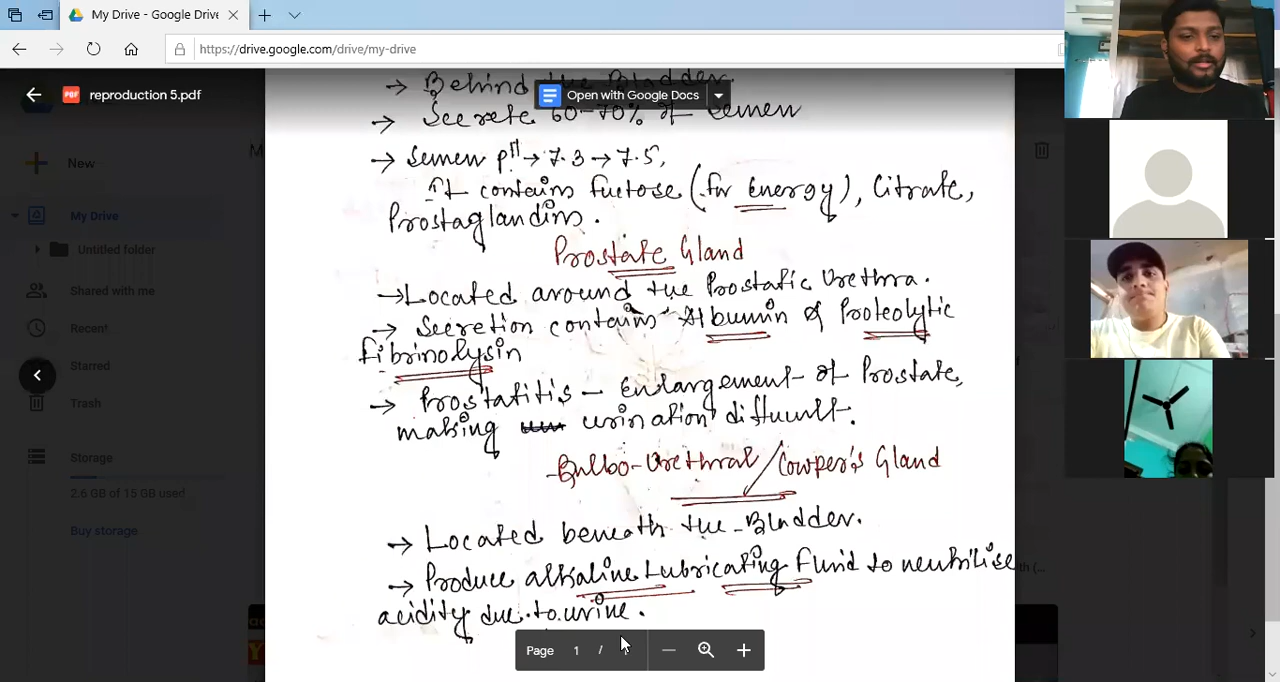 My Drive - Google Drive
https://drive.google.com/drive/my-drive
reproduction 5.pdf
Open with Google Docs
New
My Drive
Untitled folder
Shared with me
Recent
Starred
Trash
Storage
2.6 GB of 15 GB used
Buy storage
→ Behind the Bladder.
→ Secrete 60-70% of semen
→ Semen pH → 7.3 → 7.5,
It contains fuctose (for energy), Citrate,
Prostaglandins.
Prostate Gland
→ Located around the Prostatic Urethra.
→ Secretion contains Albumin & Proteolytic
fibrinolysin
→ Prostatitis - Enlargement of Prostate,
making urination difficult.
Bulbo-Urethral / Cowper's Gland
→ Located beneath the Bladder.
→ Produce alkaline Lubricating fluid to neutrilise
acidity due to urine.
Page 1 /